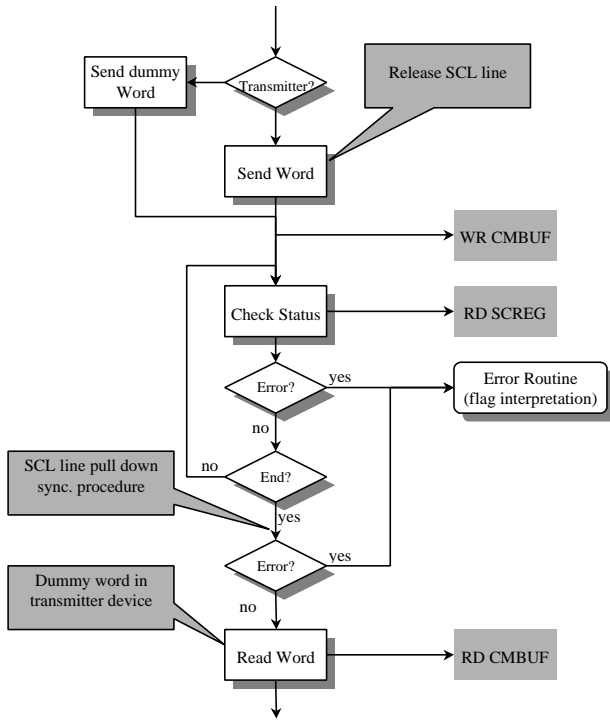 Send dummy
Word
Transmitter?
Release SCL line
Send Word
WR CMBUF
Check Status
RD SCREG
Error?
yes
Error Routine
(flag interpretation)
no
SCL line pull down
sync. procedure
no
End?
yes
Error?
yes
Dummy word in
transmitter device
no
Read Word
RD CMBUF